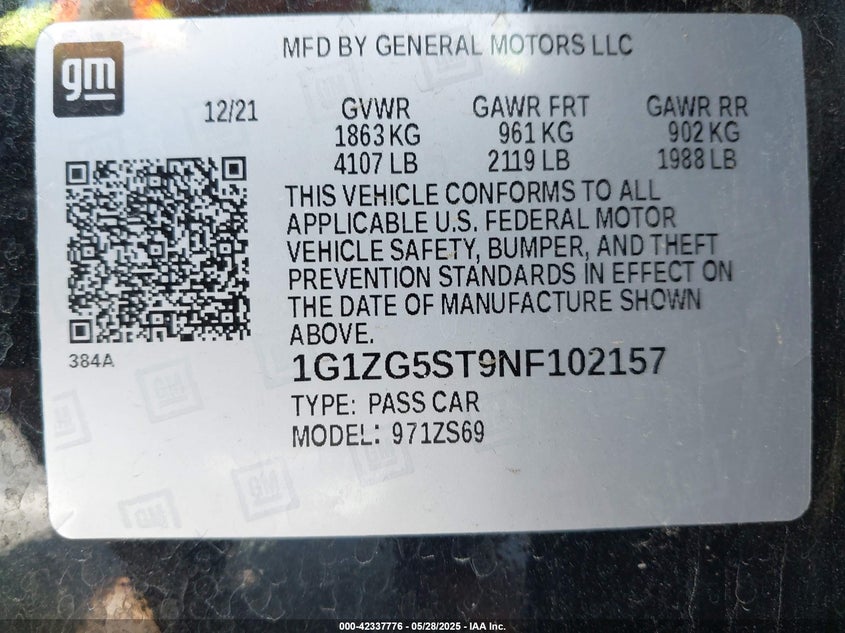 gm
MFD BY GENERAL MOTORS LLC
12/21 GVWR GAWR FRT GAWR RR
1863 KG 961 KG 902 KG
4107 LB 2119 LB 1988 LB
THIS VEHICLE CONFORMS TO ALL
APPLICABLE U.S. FEDERAL MOTOR
VEHICLE SAFETY, BUMPER, AND THEFT
PREVENTION STANDARDS IN EFFECT ON
THE DATE OF MANUFACTURE SHOWN
ABOVE.
384A
1G1ZG5ST9NF102157
TYPE: PASS CAR
MODEL: 971ZS69
000-42337776 - 05/28/2025 - IAA Inc.